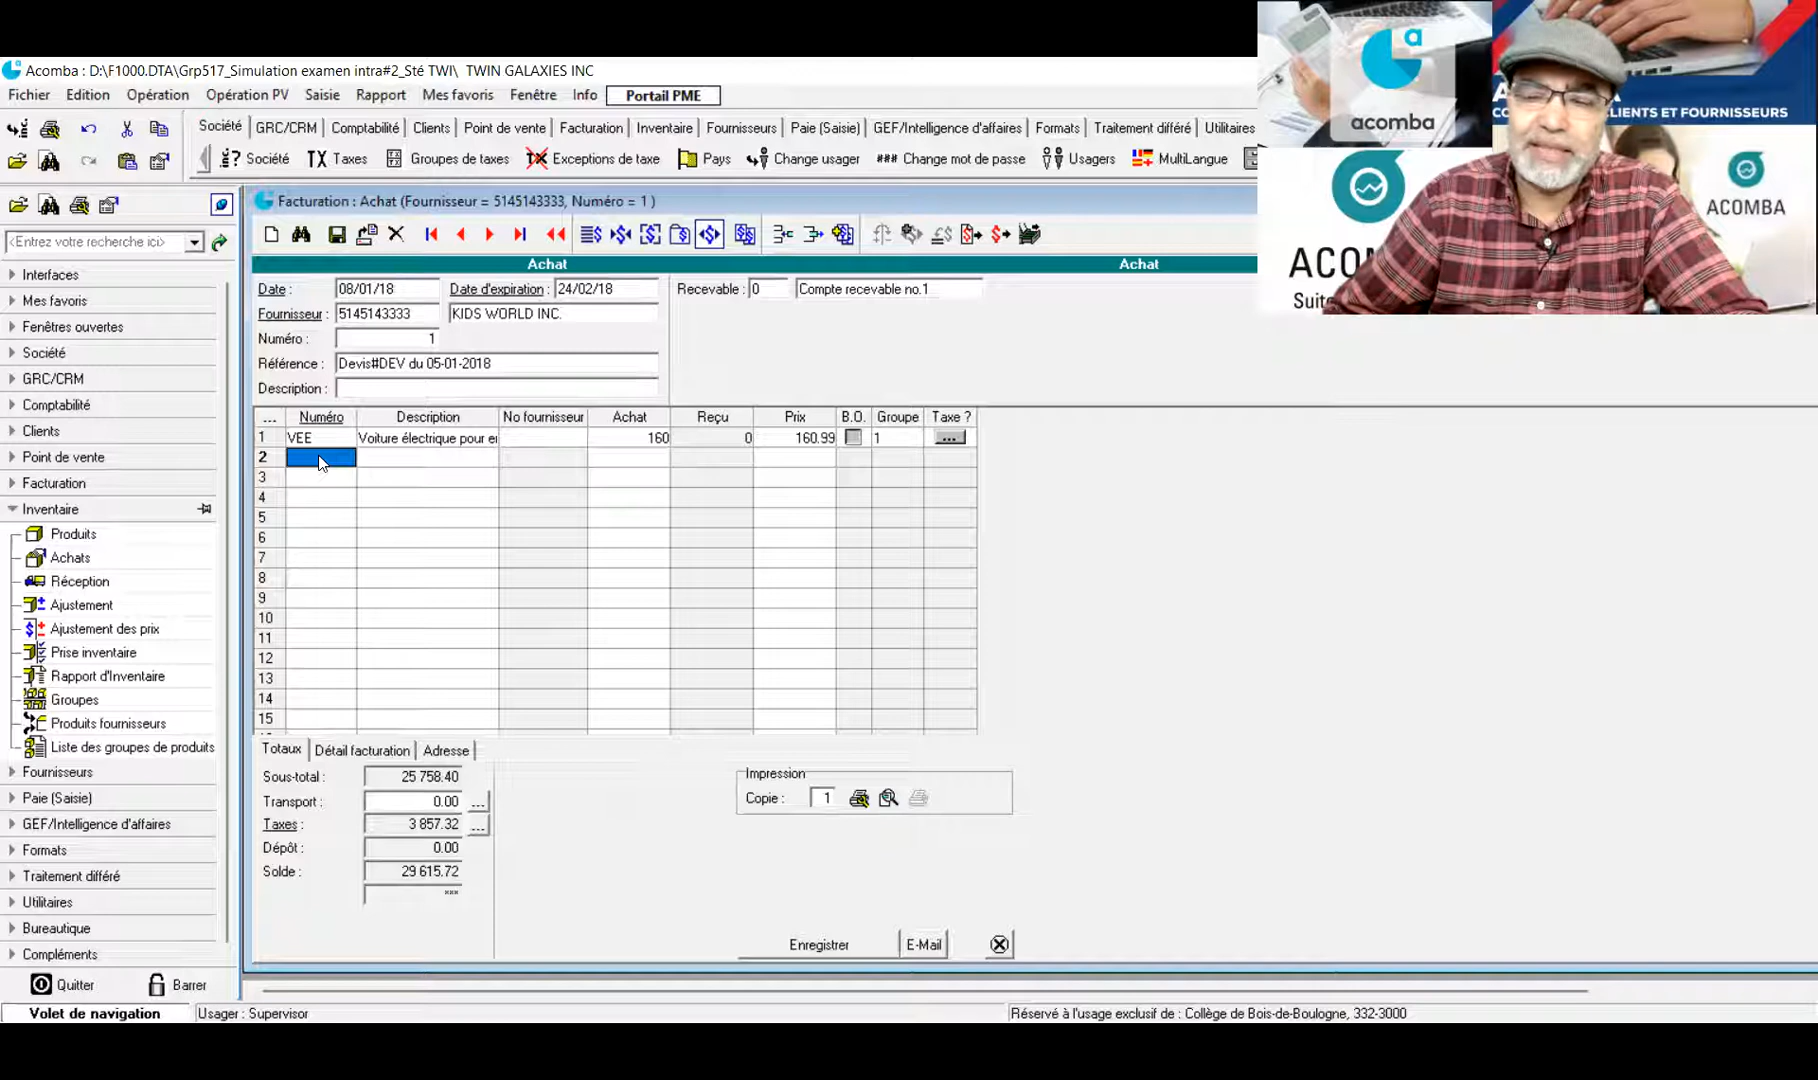 Acomba : D:\F1000.DTA\Grp517_Simulation examen intra#2_Sté TWI\ TWIN GALAXIES INC
Fichier Edition Opération Opération PV Saisie Rapport Mes favoris Fenêtre Info Portail PME
Société GRC/CRM Comptabilité Clients Point de vente Facturation Inventaire Fournisseurs Paie (Saisie) GEF/Intelligence d'affaires Formats Traitement différé Utilitaires
Société TX Taxes Groupes de taxes Exceptions de taxe Pays Change usager ### Change mot de passe Usagers MultiLangue
acomba
CLIENTS ET FOURNISSEURS
ACOMBA
ACO
Suite
<Entrez votre recherche ici>
Interfaces
Mes favoris
Fenêtres ouvertes
Société
GRC/CRM
Comptabilité
Clients
Point de vente
Facturation
Inventaire
Produits
Achats
Réception
Ajustement
Ajustement des prix
Prise inventaire
Rapport d'Inventaire
Groupes
Produits fournisseurs
Liste des groupes de produits
Fournisseurs
Paie (Saisie)
GEF/Intelligence d'affaires
Formats
Traitement différé
Utilitaires
Bureautique
Compléments
Quitter Barrer
Volet de navigation
Facturation : Achat (Fournisseur = 5145143333, Numéro = 1 )
Achat Achat
Date : 08/01/18 Date d'expiration : 24/02/18 Recevable : 0 Compte recevable no.1
Fournisseur : 5145143333 KIDS WORLD INC.
Numéro : 1
Référence : Devis#DEV du 05-01-2018
Description :
... Numéro Description No fournisseur Achat Reçu Prix B.O. Groupe Taxe ?
1 VEE Voiture électrique pour e 160 0 160.99 1 ...
2
3
4
5
6
7
8
9
10
11
12
13
14
15
Totaux Détail facturation Adresse
Sous-total : 25 758.40
Transport : 0.00 ...
Taxes : 3 857.32 ...
Dépôt : 0.00
Solde : 29 615.72
***
Impression
Copie : 1
Enregistrer E-Mail
Usager : Supervisor
Réservé à l'usage exclusif de : Collège de Bois-de-Boulogne, 332-3000